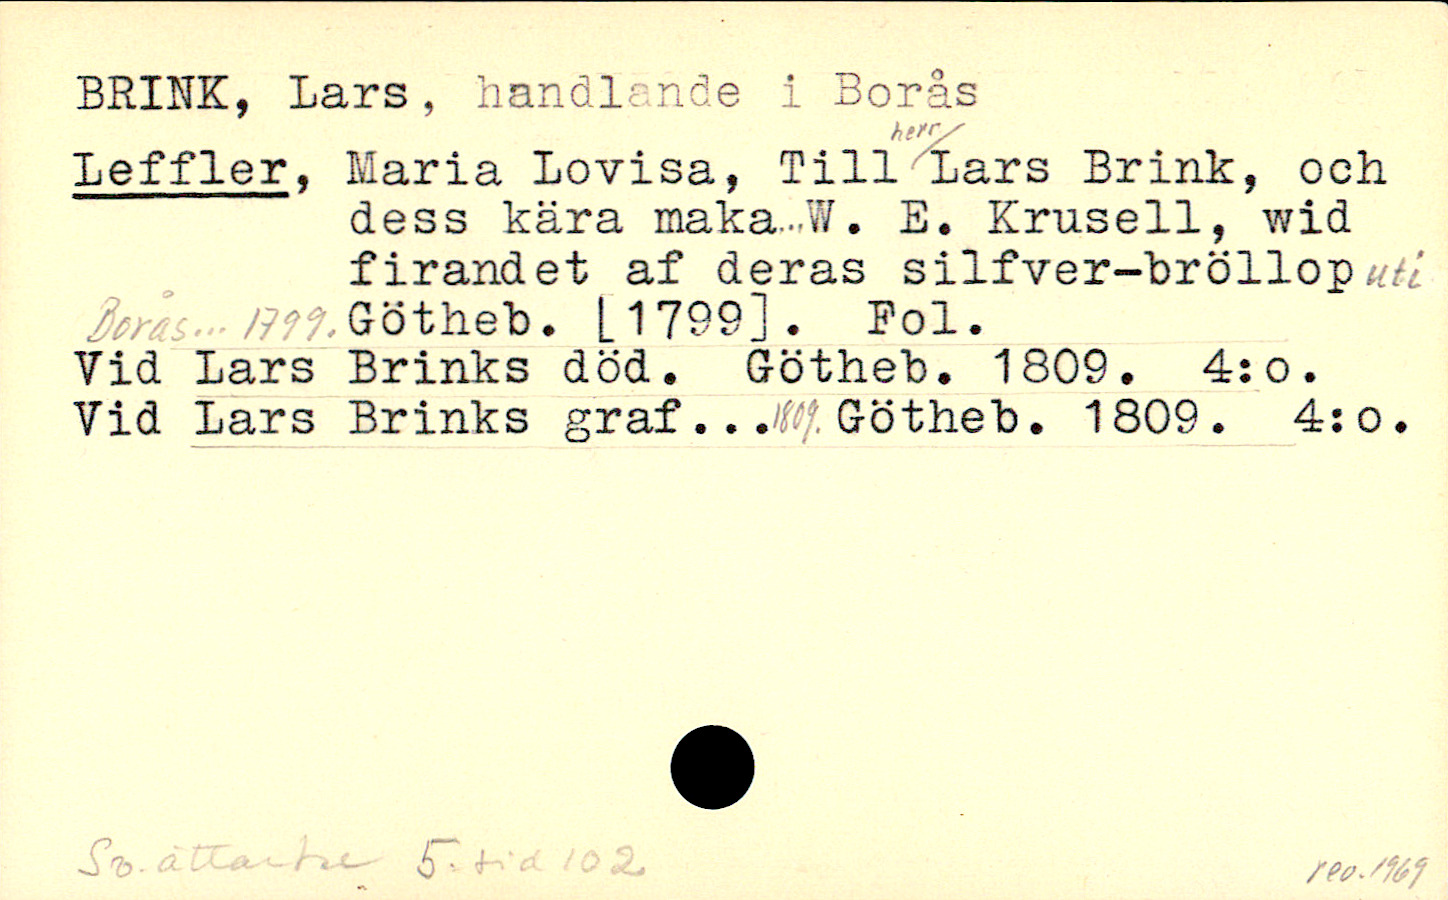 BRINK, Lars, handlande i Borås
herr/
Leffler, Maria Lovisa, Till Lars Brink, och
dess kära maka...W. E. Krusell, wid
firandet af deras silfver-bröllop uti
Borås... 1799. Götheb. [1799]. Fol.
Vid Lars Brinks död. Götheb. 1809. 4:o.
Vid Lars Brinks graf...1809. Götheb. 1809. 4:o.
Sv. ättartal 5. sid 102.
rev. 1969